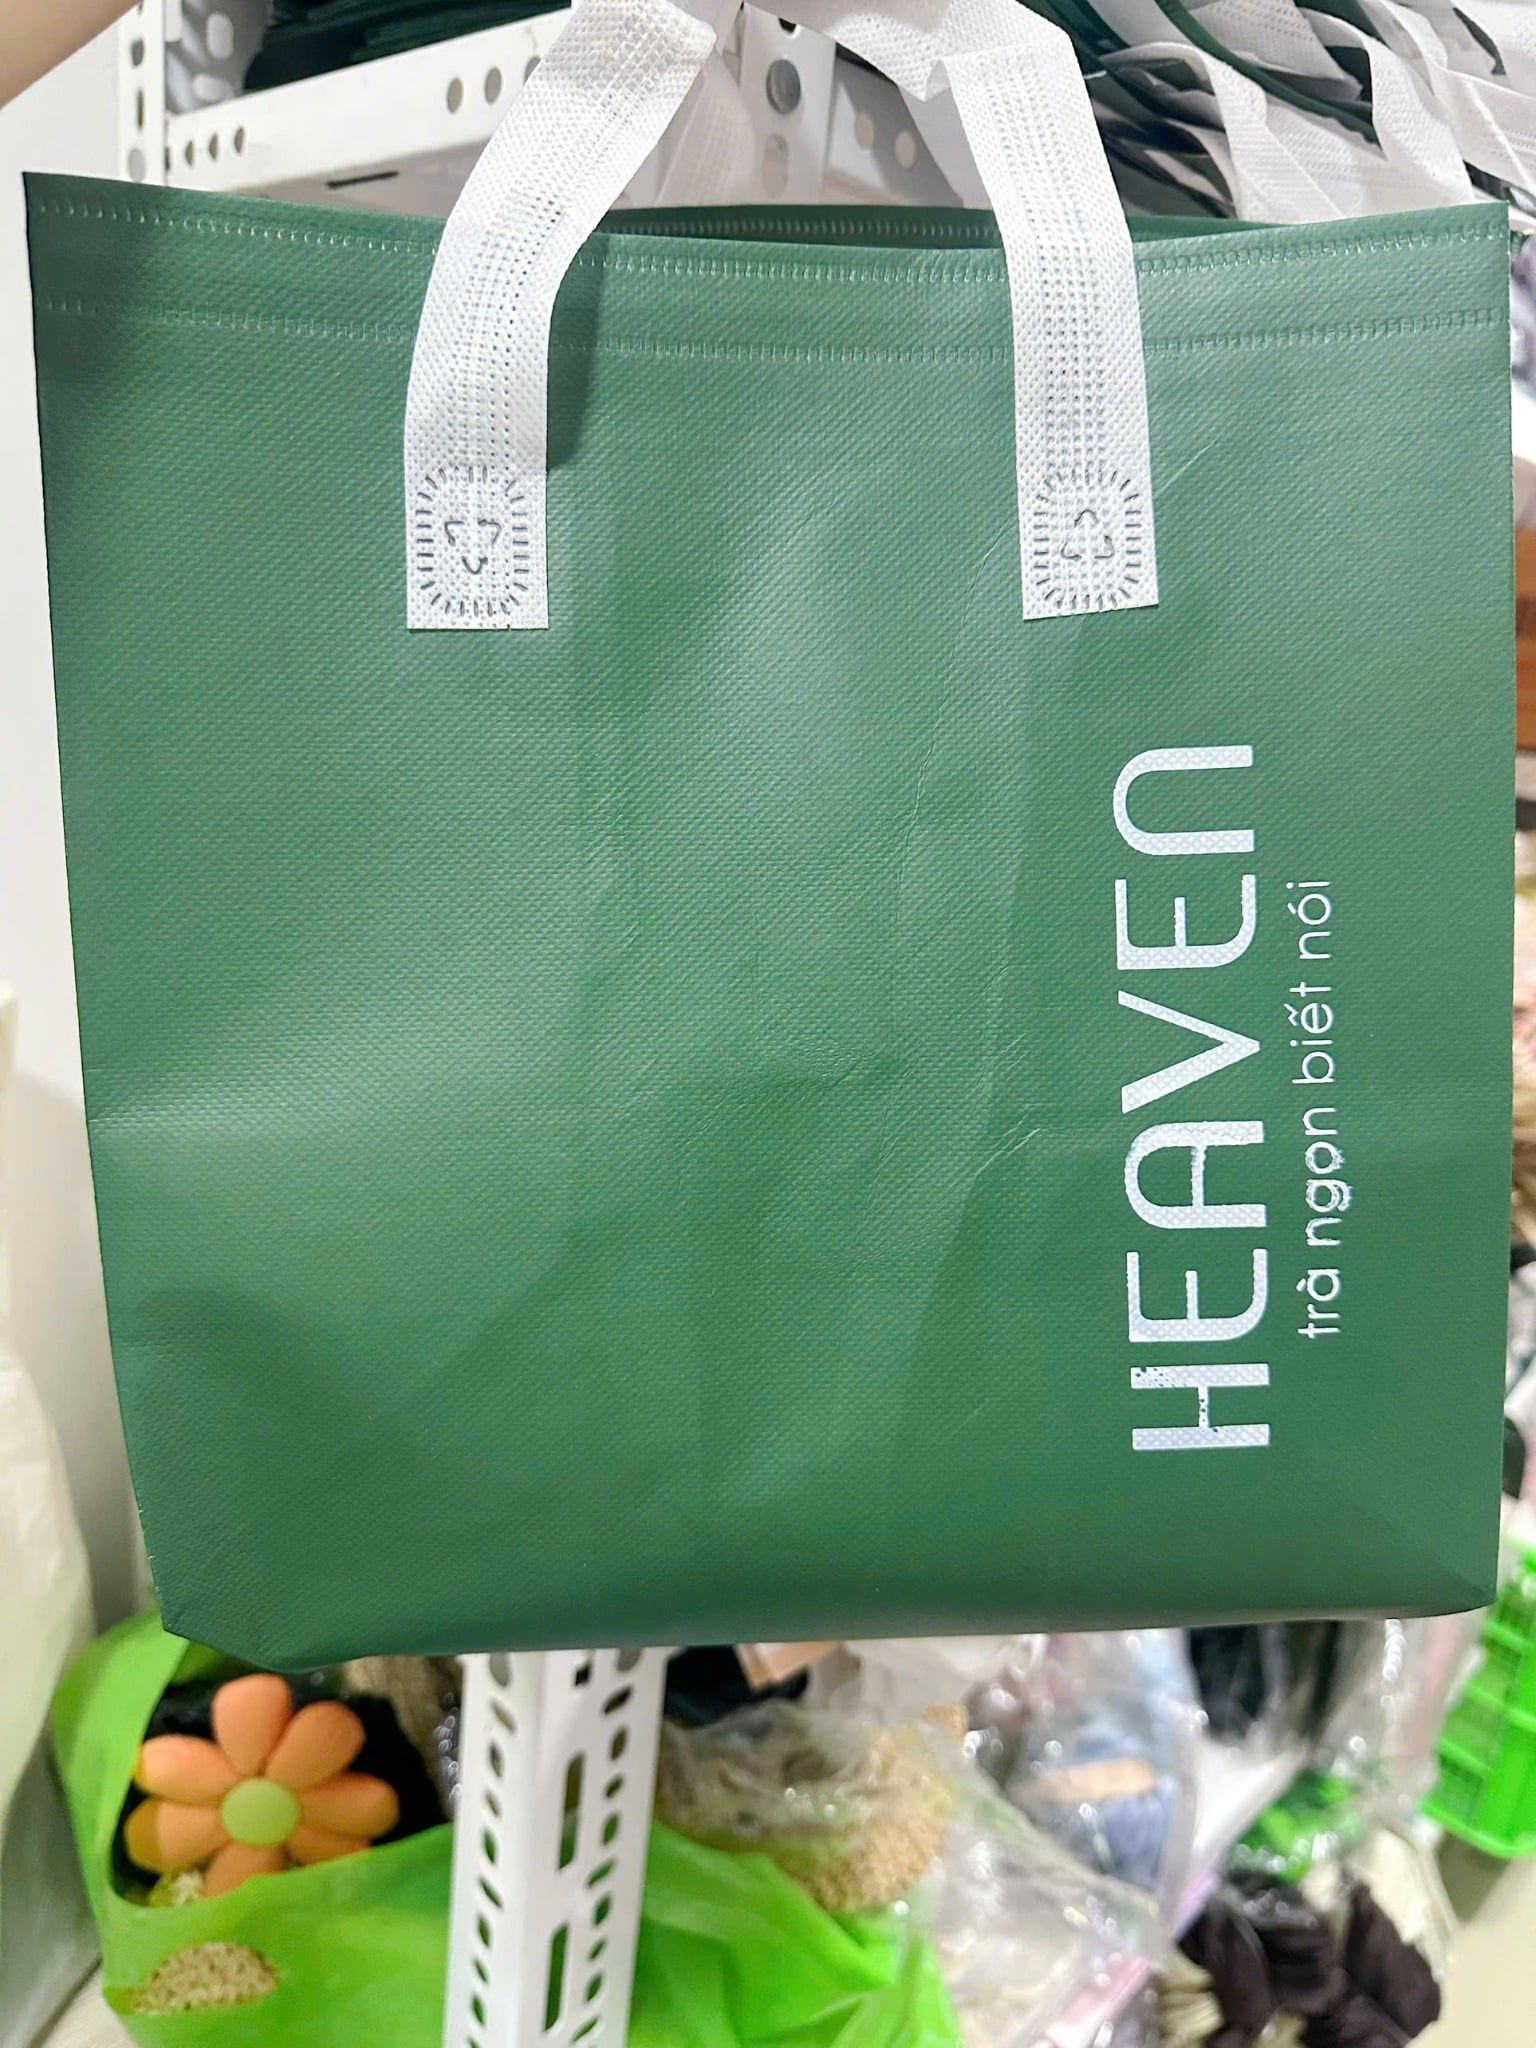 HEAVEN
trà ngon biết nói